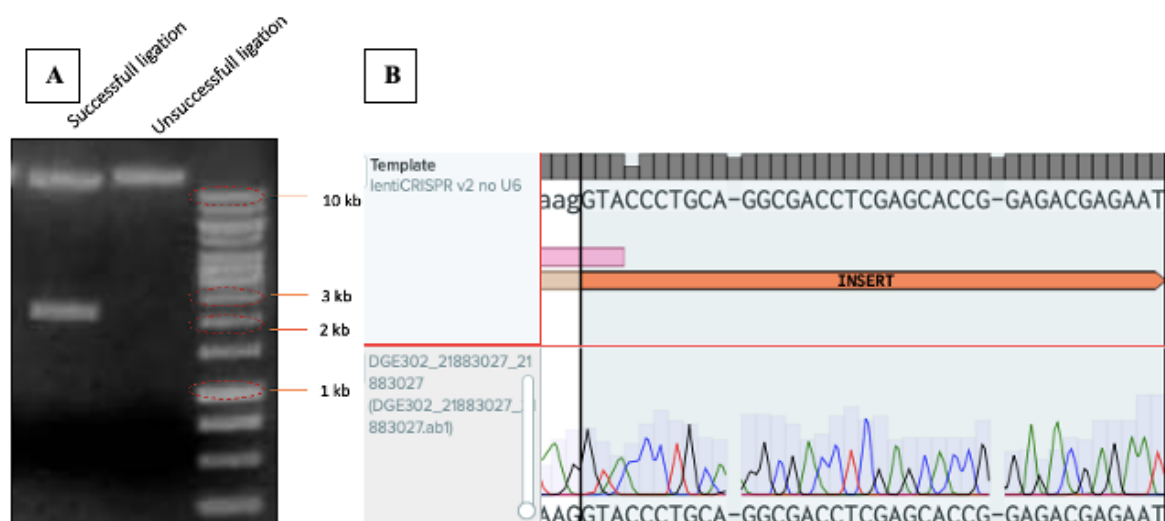 A
Successfull ligation
Unsuccessfull ligation
10 kb
3 kb
2 kb
1 kb
B
Template
lentiCRISPR v2 no U6
aagGTACCCTGCA-GGCGACCTCGAGCACCG-GAGACGAGAAT
INSERT
DGE302_21883027_21
883027
(DGE302_21883027_
883027.ab1)
AAGGTACCCTGCA-GGCGACCTCGAGCACCG-GAGACGAGAAT